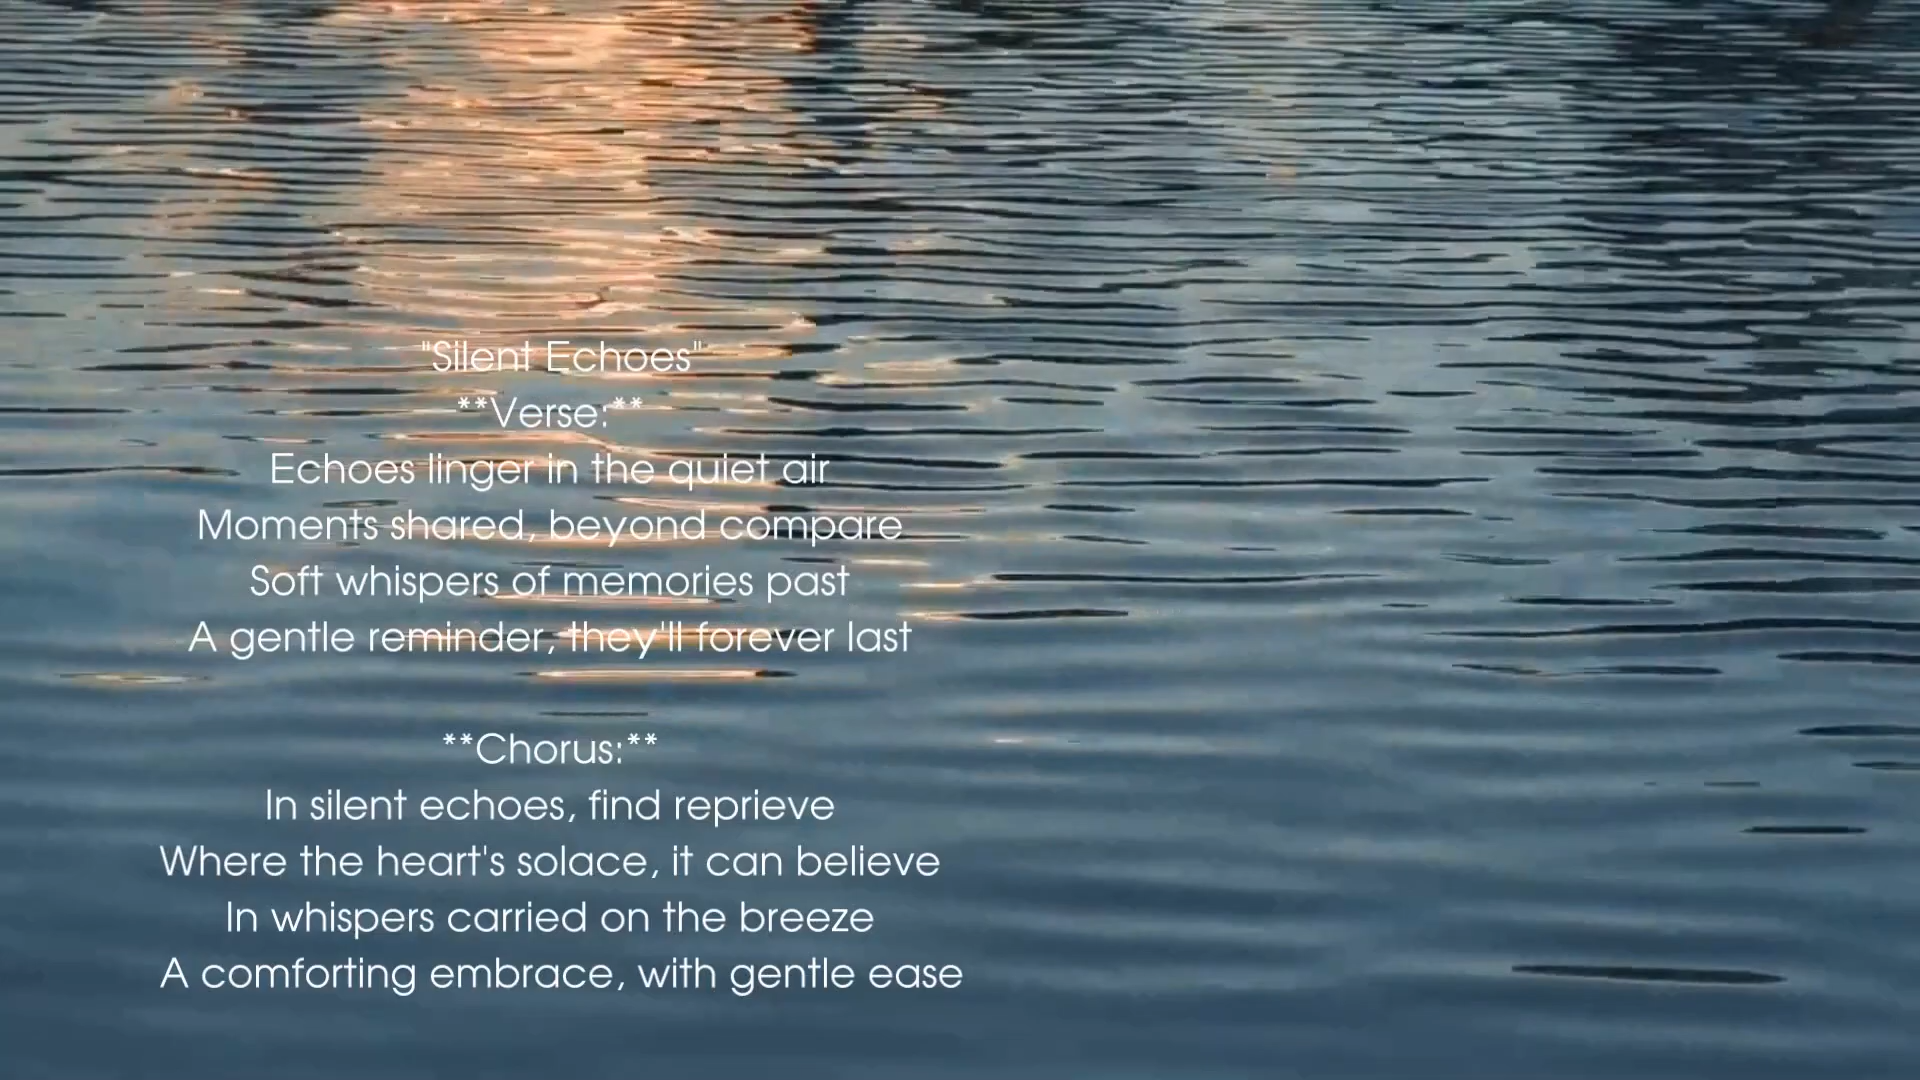 "Silent Echoes"
**Verse:**
Echoes linger in the quiet air
Moments shared, beyond compare
Soft whispers of memories past
A gentle reminder, they'll forever last
**Chorus:**
In silent echoes, find reprieve
Where the heart's solace, it can believe
In whispers carried on the breeze
A comforting embrace, with gentle ease